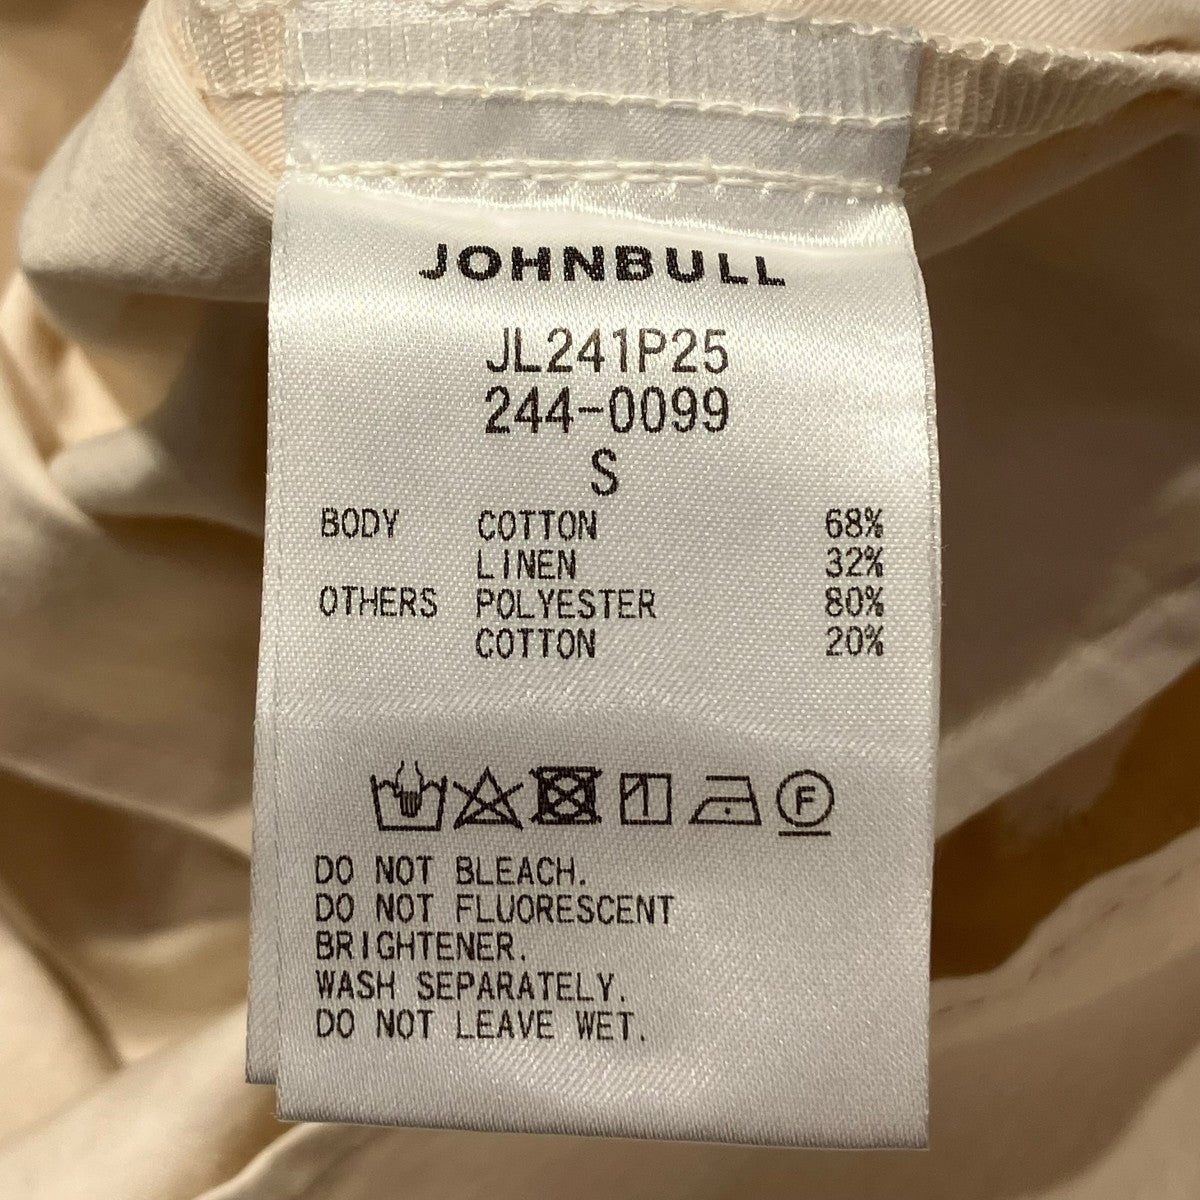 JOHNBULL
JL241P25
244-0099
S
BODY COTTON 68%
LINEN 32%
OTHERS POLYESTER 80%
COTTON 20%
F
DO NOT BLEACH.
DO NOT FLUORESCENT
BRIGHTENER.
WASH SEPARATELY.
DO NOT LEAVE WET.